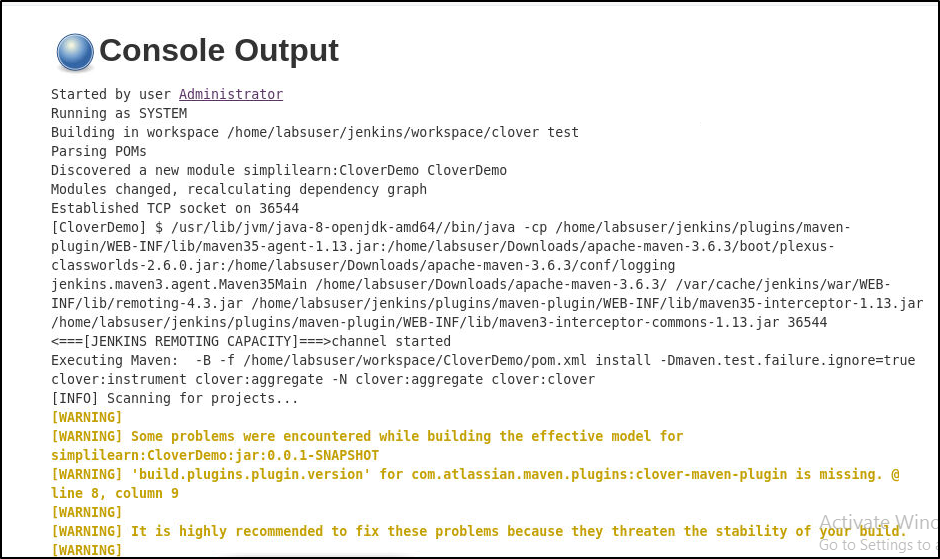 Console Output
Started by user Administrator
Running as SYSTEM
Building in workspace /home/labsuser/jenkins/workspace/clover test
Parsing POMs
Discovered a new module simplilearn:CloverDemo CloverDemo
Modules changed, recalculating dependency graph
Established TCP socket on 36544
[CloverDemo] $ /usr/lib/jvm/java-8-openjdk-amd64//bin/java -cp /home/labsuser/jenkins/plugins/maven-
plugin/WEB-INF/lib/maven35-agent-1.13.jar:/home/labsuser/Downloads/apache-maven-3.6.3/boot/plexus-
classworlds-2.6.0.jar:/home/labsuser/Downloads/apache-maven-3.6.3/conf/logging
jenkins.maven3.agent.Maven35Main /home/labsuser/Downloads/apache-maven-3.6.3/ /var/cache/jenkins/war/WEB-
INF/lib/remoting-4.3.jar /home/labsuser/jenkins/plugins/maven-plugin/WEB-INF/lib/maven35-interceptor-1.13.jar
/home/labsuser/jenkins/plugins/maven-plugin/WEB-INF/lib/maven3-interceptor-commons-1.13.jar 36544
<===[JENKINS REMOTING CAPACITY]===>channel started
Executing Maven:  -B -f /home/labsuser/workspace/CloverDemo/pom.xml install -Dmaven.test.failure.ignore=true
clover:instrument clover:aggregate -N clover:aggregate clover:clover
[INFO] Scanning for projects...
[WARNING]
[WARNING] Some problems were encountered while building the effective model for
simplilearn:CloverDemo:jar:0.0.1-SNAPSHOT
[WARNING] 'build.plugins.plugin.version' for com.atlassian.maven.plugins:clover-maven-plugin is missing. @
line 8, column 9
[WARNING]
[WARNING] It is highly recommended to fix these problems because they threaten the stability of your build.
[WARNING]
Activate Wind
Go to Settings to a